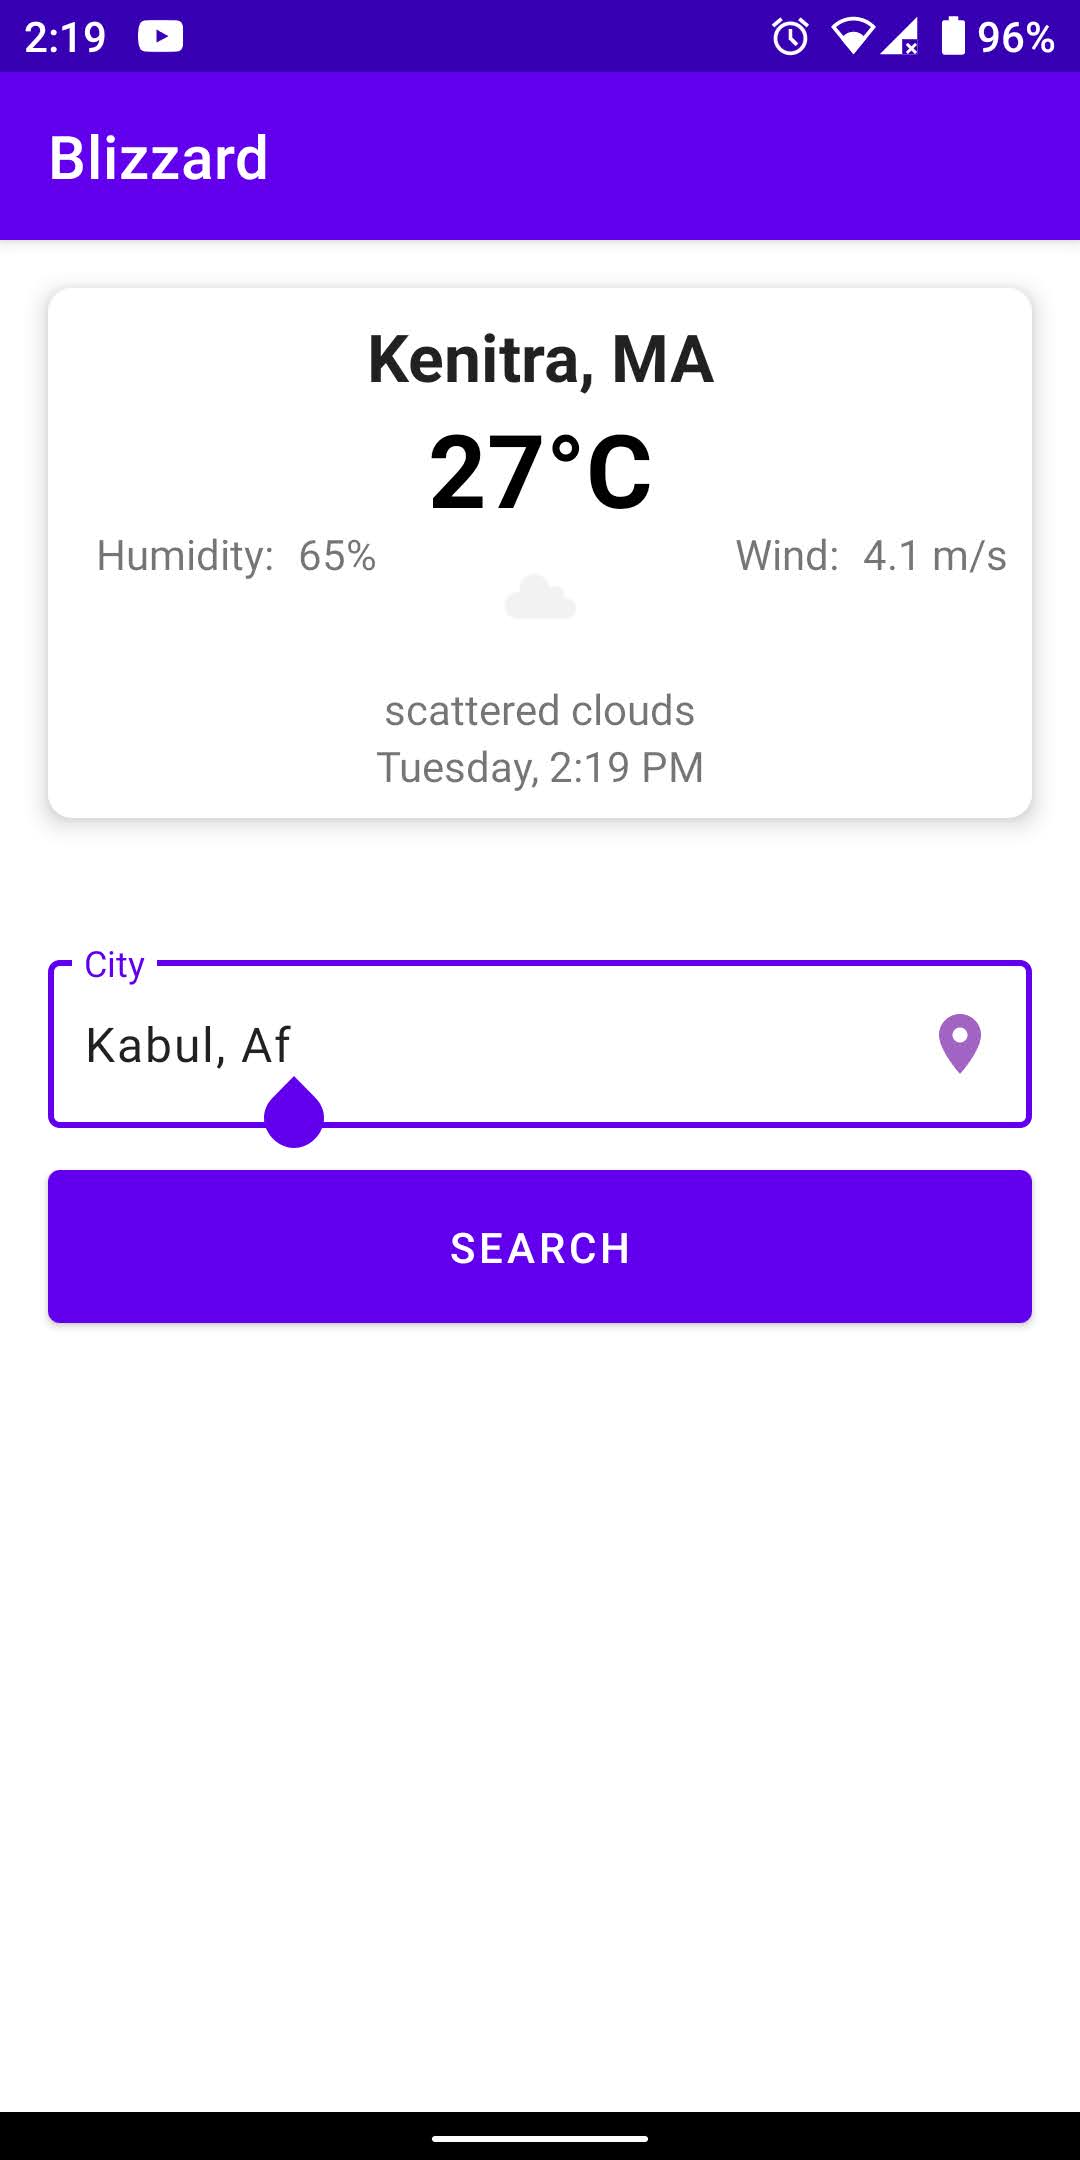 2:19 96%
Blizzard
Kenitra, MA
27°C
Humidity: 65% Wind: 4.1 m/s
scattered clouds
Tuesday, 2:19 PM
City
Kabul, Af
SEARCH